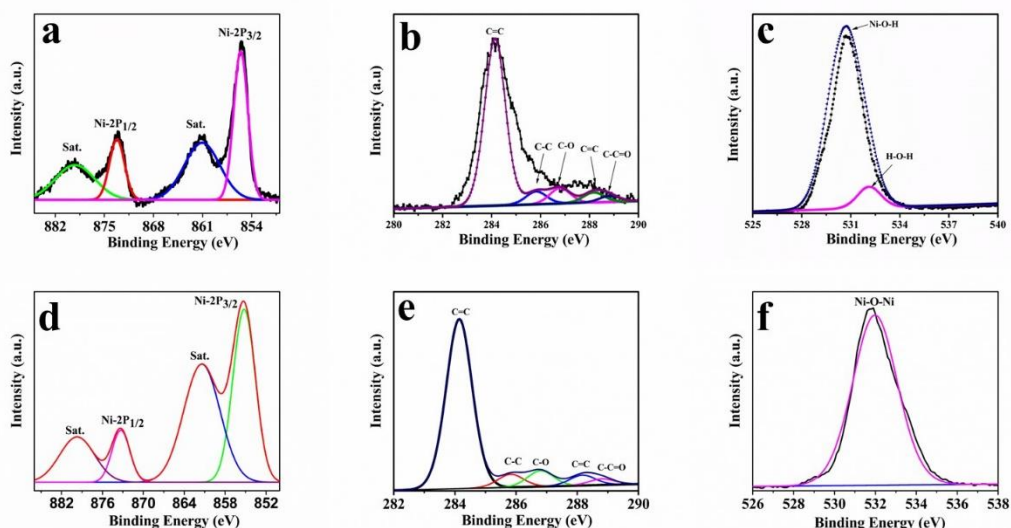 a
Ni-2P3/2
Ni-2P1/2
Sat.
Sat.
Intensity (a.u.)
882 875 868 861 854
Binding Energy (eV)
b
C=C
C-C
C-O
C=C
C-C=O
Intensity (a.u.)
280 282 284 286 288 290
Binding Energy (eV)
c
Ni-O-H
H-O-H
Intensity (a.u.)
525 528 531 534 537 540
Binding Energy (eV)
d
Ni-2P3/2
Sat.
Ni-2P1/2
Sat.
Intensity (a.u.)
882 876 870 864 858 852
Binding Energy (eV)
e
C=C
C-C
C-O
C=C
C-C=O
Intensity (a.u.)
282 284 286 288 290
Binding Energy (eV)
f
Ni-O-Ni
Intensity (a.u.)
526 528 530 532 534 536 538
Binding Energy (eV)